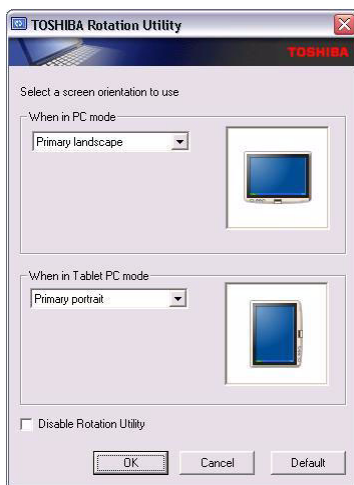 TOSHIBA Rotation Utility
TOSHIBA
Select a screen orientation to use
When in PC mode
Primary landscape
When in Tablet PC mode
Primary portrait
Disable Rotation Utility
OK Cancel Default